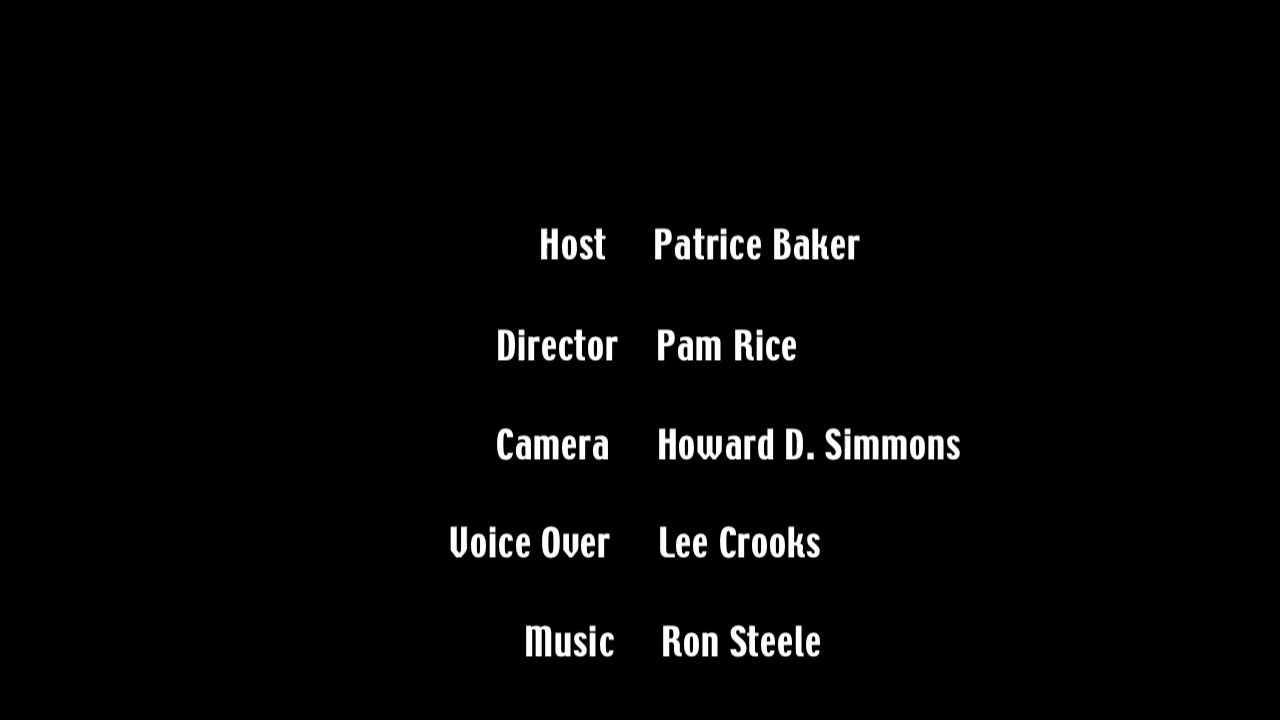 Host Patrice Baker
Director Pam Rice
Camera Howard D. Simmons
Voice Over Lee Crooks
Music Ron Steele